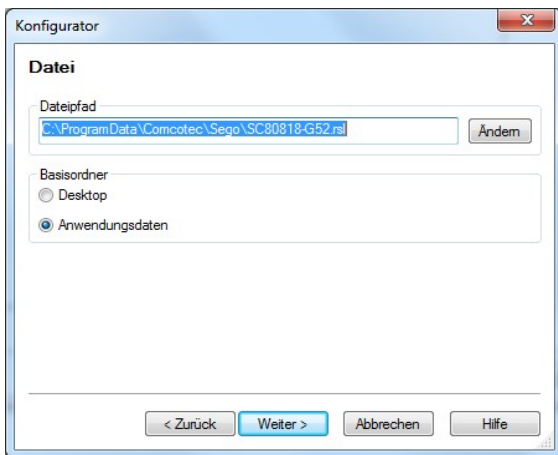 Konfigurator
Datei
Dateipfad
C:\ProgramData\Comcotec\Sego\SC80818-G52.rsl
Ändern
Basisordner
Desktop
Anwendungsdaten
< Zurück Weiter > Abbrechen Hilfe